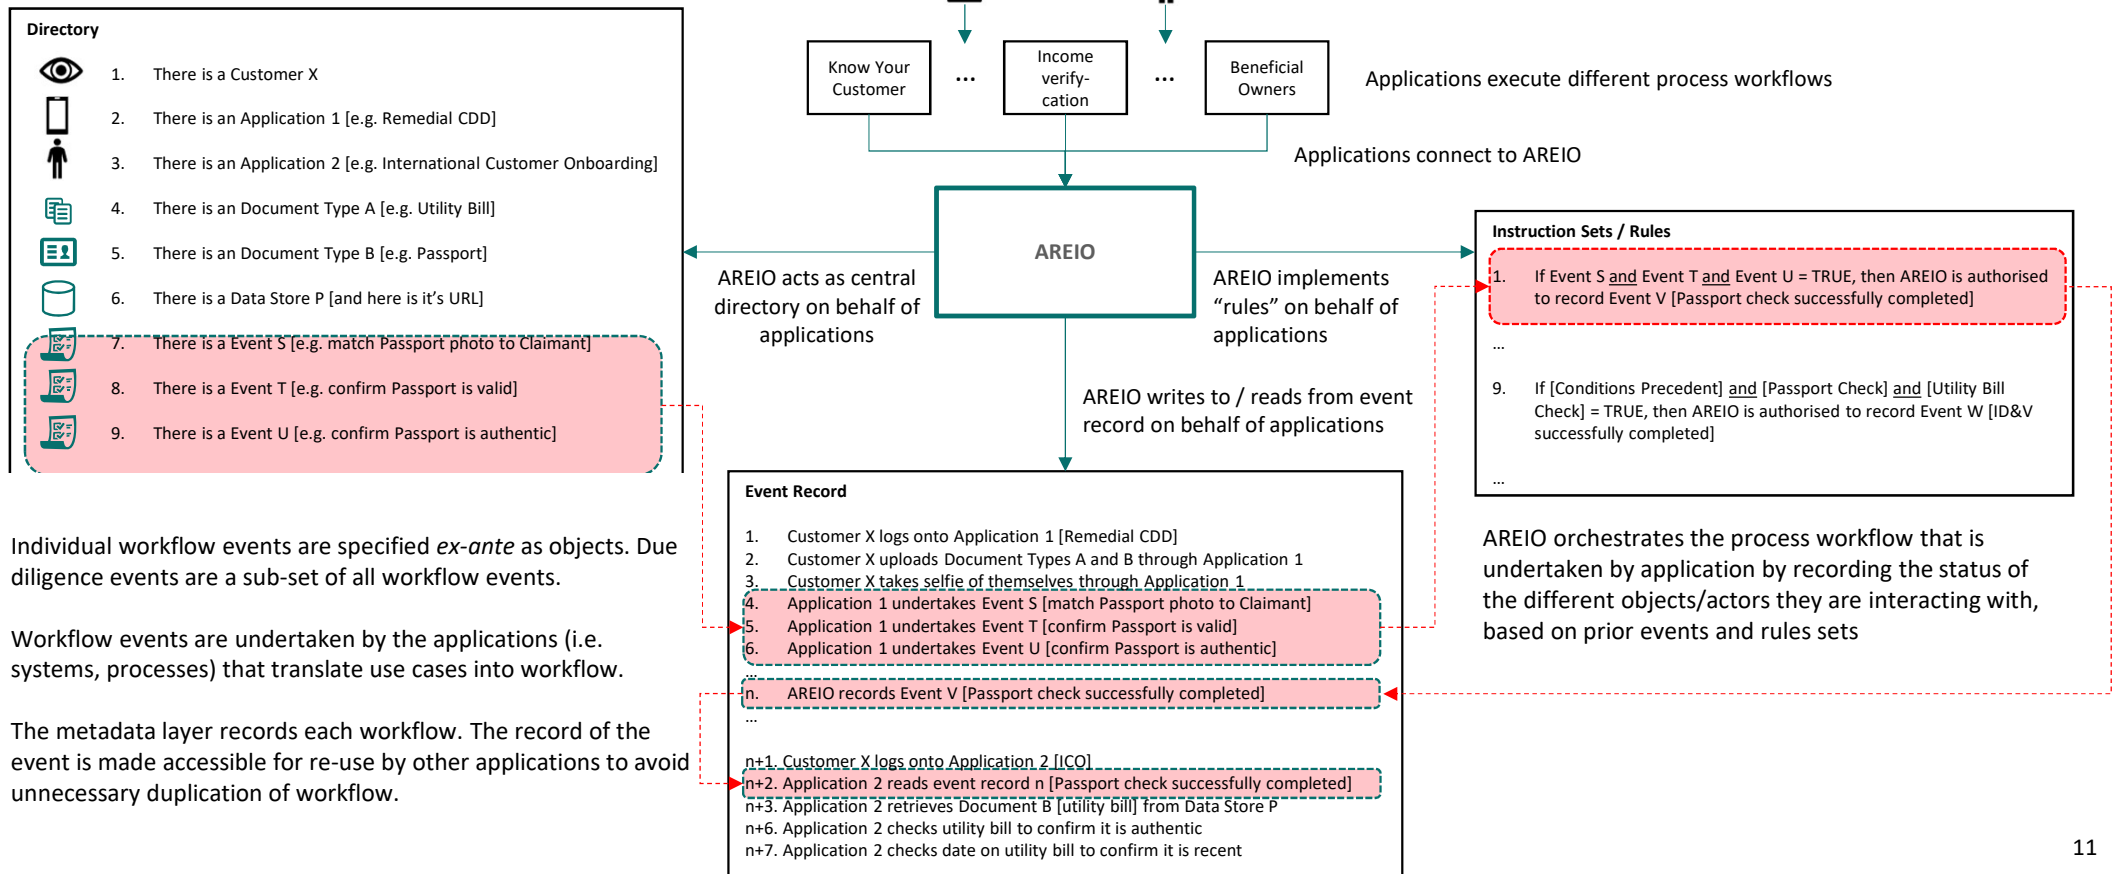 Directory
1. There is a Customer X
2. There is an Application 1 [e.g. Remedial CDD]
3. There is an Application 2 [e.g. International Customer Onboarding]
4. There is an Document Type A [e.g. Utility Bill]
5. There is an Document Type B [e.g. Passport]
6. There is a Data Store P [and here is it's URL]
7. There is a Event S [e.g. match Passport photo to Claimant]
8. There is a Event T [e.g. confirm Passport is valid]
9. There is a Event U [e.g. confirm Passport is authentic]
Individual workflow events are specified ex-ante as objects. Due
diligence events are a sub-set of all workflow events.
Workflow events are undertaken by the applications (i.e.
systems, processes) that translate use cases into workflow.
The metadata layer records each workflow. The record of the
event is made accessible for re-use by other applications to avoid
unnecessary duplication of workflow.
Know Your
Customer
...
Income
verify-
cation
...
Beneficial
Owners
Applications execute different process workflows
Applications connect to AREIO
AREIO
AREIO acts as central
directory on behalf of
applications
AREIO implements
“rules” on behalf of
applications
AREIO writes to / reads from event
record on behalf of applications
Event Record
1. Customer X logs onto Application 1 [Remedial CDD]
2. Customer X uploads Document Types A and B through Application 1
3. Customer X takes selfie of themselves through Application 1
4. Application 1 undertakes Event S [match Passport photo to Claimant]
5. Application 1 undertakes Event T [confirm Passport is valid]
6. Application 1 undertakes Event U [confirm Passport is authentic]
...
n. AREIO records Event V [Passport check successfully completed]
...
n+1. Customer X logs onto Application 2 [ICO]
n+2. Application 2 reads event record n [Passport check successfully completed]
n+3. Application 2 retrieves Document B [utility bill] from Data Store P
n+6. Application 2 checks utility bill to confirm it is authentic
n+7. Application 2 checks date on utility bill to confirm it is recent
Instruction Sets / Rules
1. If Event S and Event T and Event U = TRUE, then AREIO is authorised
to record Event V [Passport check successfully completed]
...
9. If [Conditions Precedent] and [Passport Check] and [Utility Bill
Check] = TRUE, then AREIO is authorised to record Event W [ID&V
successfully completed]
...
AREIO orchestrates the process workflow that is
undertaken by application by recording the status of
the different objects/actors they are interacting with,
based on prior events and rules sets
11